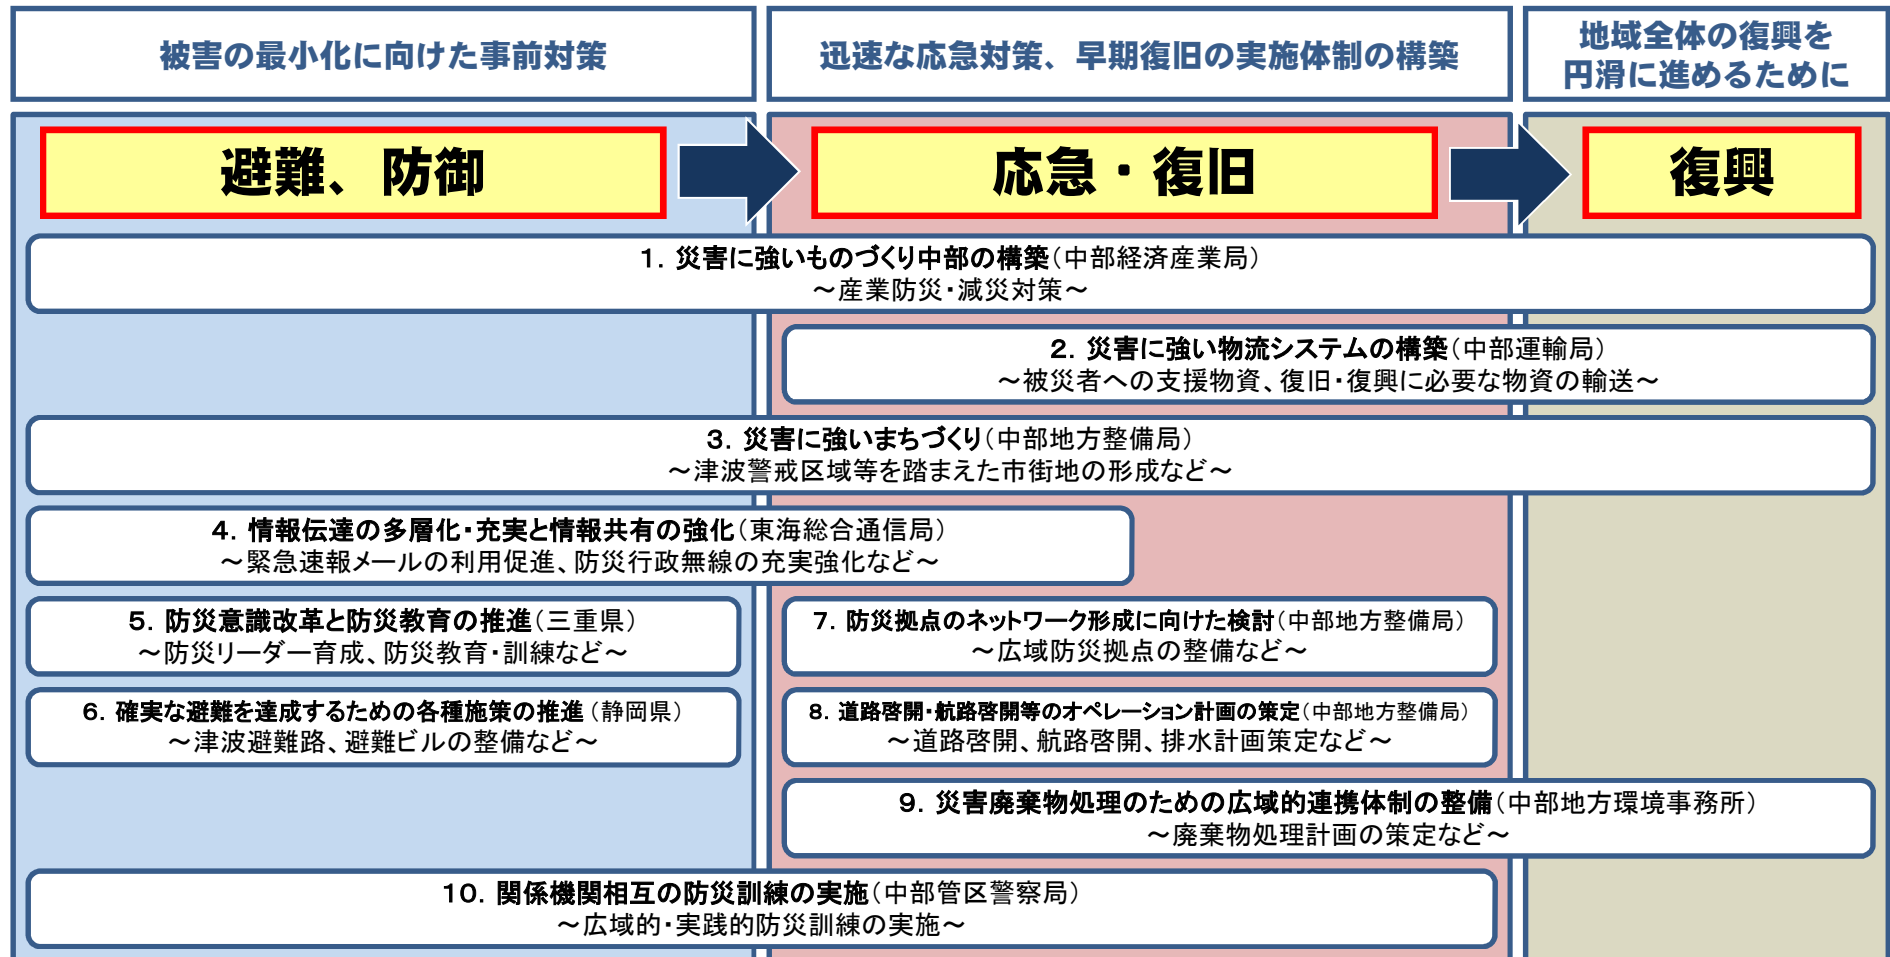 被害の最小化に向けた事前対策
迅速な応急対策、早期復旧の実施体制の構築
地域全体の復興を
円滑に進めるために
避難、防御
応急・復旧
復興
1．災害に強いものづくり中部の構築（中部経済産業局）
～産業防災・減災対策～
2．災害に強い物流システムの構築（中部運輸局）
～被災者への支援物資、復旧・復興に必要な物資の輸送～
3．災害に強いまちづくり（中部地方整備局）
～津波警戒区域等を踏まえた市街地の形成など～
4．情報伝達の多層化・充実と情報共有の強化（東海総合通信局）
～緊急速報メールの利用促進、防災行政無線の充実強化など～
5．防災意識改革と防災教育の推進（三重県）
～防災リーダー育成、防災教育・訓練など～
7．防災拠点のネットワーク形成に向けた検討（中部地方整備局）
～広域防災拠点の整備など～
6．確実な避難を達成するための各種施策の推進（静岡県）
～津波避難路、避難ビルの整備など～
8．道路啓開・航路啓開等のオペレーション計画の策定（中部地方整備局）
～道路啓開、航路啓開、排水計画策定など～
9．災害廃棄物処理のための広域的連携体制の整備（中部地方環境事務所）
～廃棄物処理計画の策定など～
10．関係機関相互の防災訓練の実施（中部管区警察局）
～広域的・実践的防災訓練の実施～